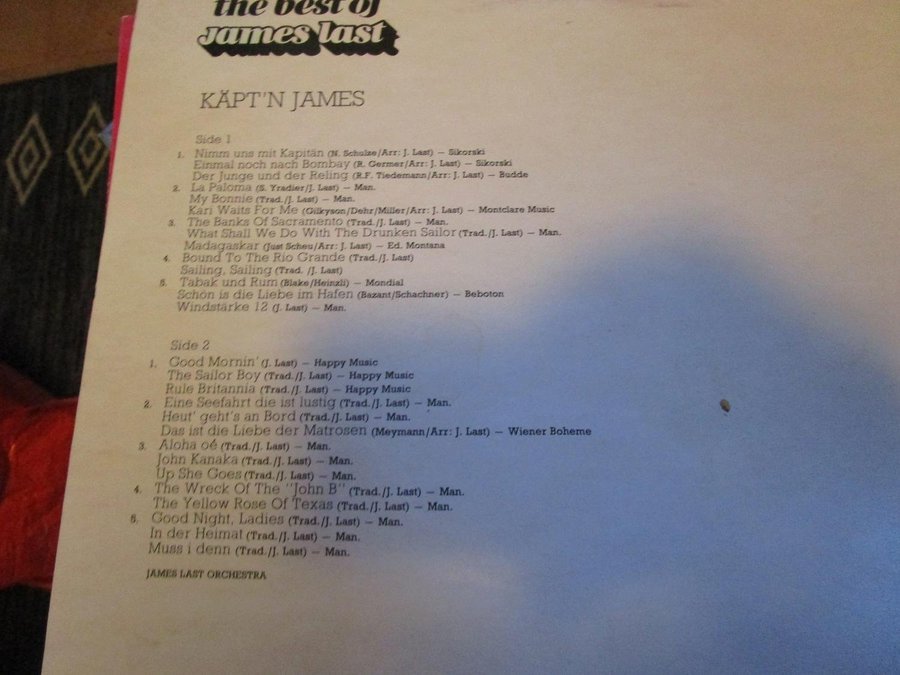 the best of
james last
KÄPT'N JAMES
Side 1
1. Nimm uns mit Kapitän (N. Schulze/Arr: J. Last) – Sikorski
Einmal noch nach Bombay (R. Germer/Arr: J. Last) – Sikorski
Der Junge und der Reling (R.F. Tiedemann/Arr: J. Last) – Budde
2. La Paloma (S. Yradier/J. Last) – Man.
My Bonnie (Trad./J. Last) – Man.
Kari Waits For Me (Gilkyson/Dehr/Miller/Arr: J. Last) – Montclare Music
3. The Banks Of Sacramento (Trad./J. Last) – Man.
What Shall We Do With The Drunken Sailor (Trad./J. Last) – Man.
Madagaskar (Just Scheu/Arr: J. Last) – Ed. Montana
4. Bound To The Rio Grande (Trad./J. Last)
Sailing, Sailing (Trad. /J. Last)
5. Tabak und Rum (Blake/Heinzli) – Mondial
Schön is die Liebe im Hafen (Bazant/Schachner) – Beboton
Windstärke 12 (J. Last) – Man.
Side 2
1. Good Mornin' (J. Last) – Happy Music
The Sailor Boy (Trad./J. Last) – Happy Music
Rule Britannia (Trad./J. Last) – Happy Music
2. Eine Seefahrt die ist lustig (Trad./J. Last) – Man.
Heut' geht's an Bord (Trad./J. Last) – Man.
Das ist die Liebe der Matrosen (Meymann/Arr: J. Last) – Wiener Boheme
3. Aloha oé (Trad./J. Last) – Man.
John Kanaka (Trad./J. Last) – Man.
Up She Goes (Trad./J. Last) – Man.
4. The Wreck Of The "John B" (Trad./J. Last) – Man.
The Yellow Rose Of Texas (Trad./J. Last) – Man.
5. Good Night, Ladies (Trad./J. Last) – Man.
In der Heimat (Trad./J. Last) – Man.
Muss i denn (Trad./J. Last) – Man.
JAMES LAST ORCHESTRA